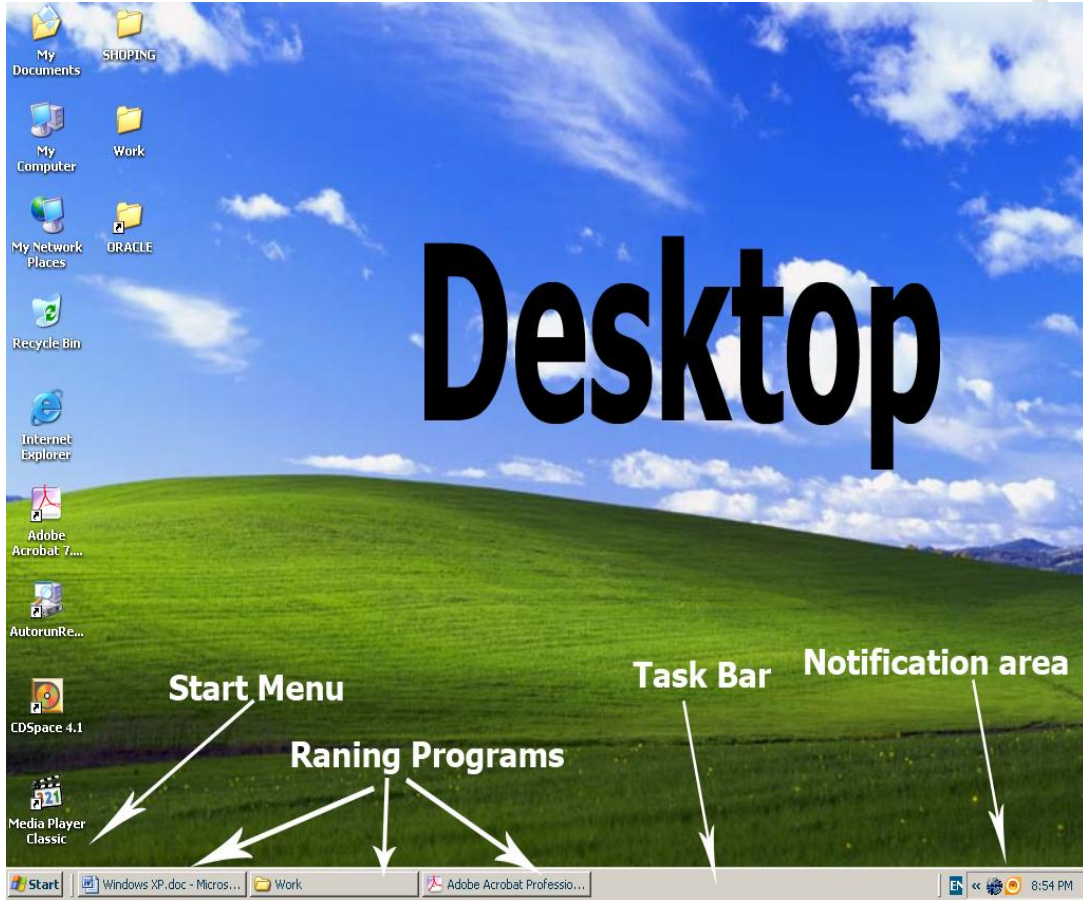 My
Documents
SHOPING
My
Computer
Work
My Network
Places
ORACLE
Recycle Bin
Desktop
Internet
Explorer
Adobe
Acrobat 7....
AutorunRe...
Notification area
Task Bar
Start Menu
CDSpace 4.1
Raning Programs
321
Media Player
Classic
Start
Windows XP.doc - Micros...
Work
Adobe Acrobat Professio...
EN
«
8:54 PM